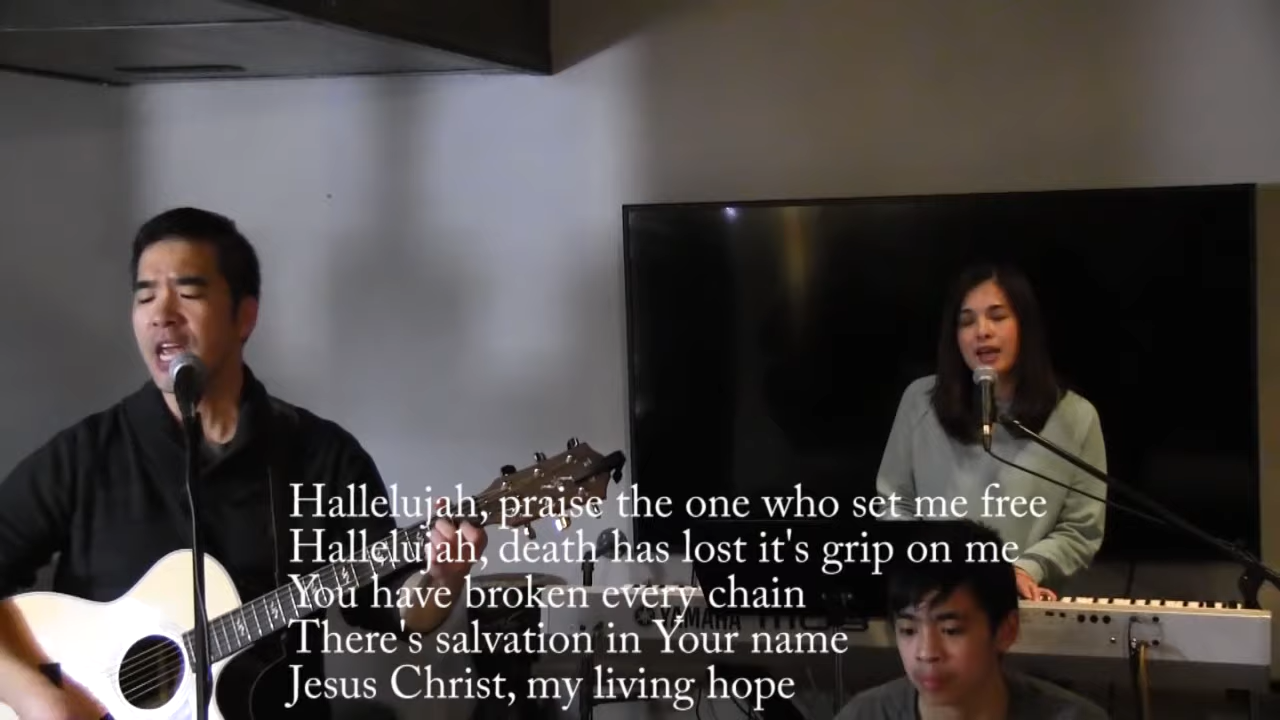 Hallelujah, praise the one who set me free
Hallelujah, death has lost it's grip on me
You have broken every chain
YAMAHA
There's salvation in Your name
Jesus Christ, my living hope